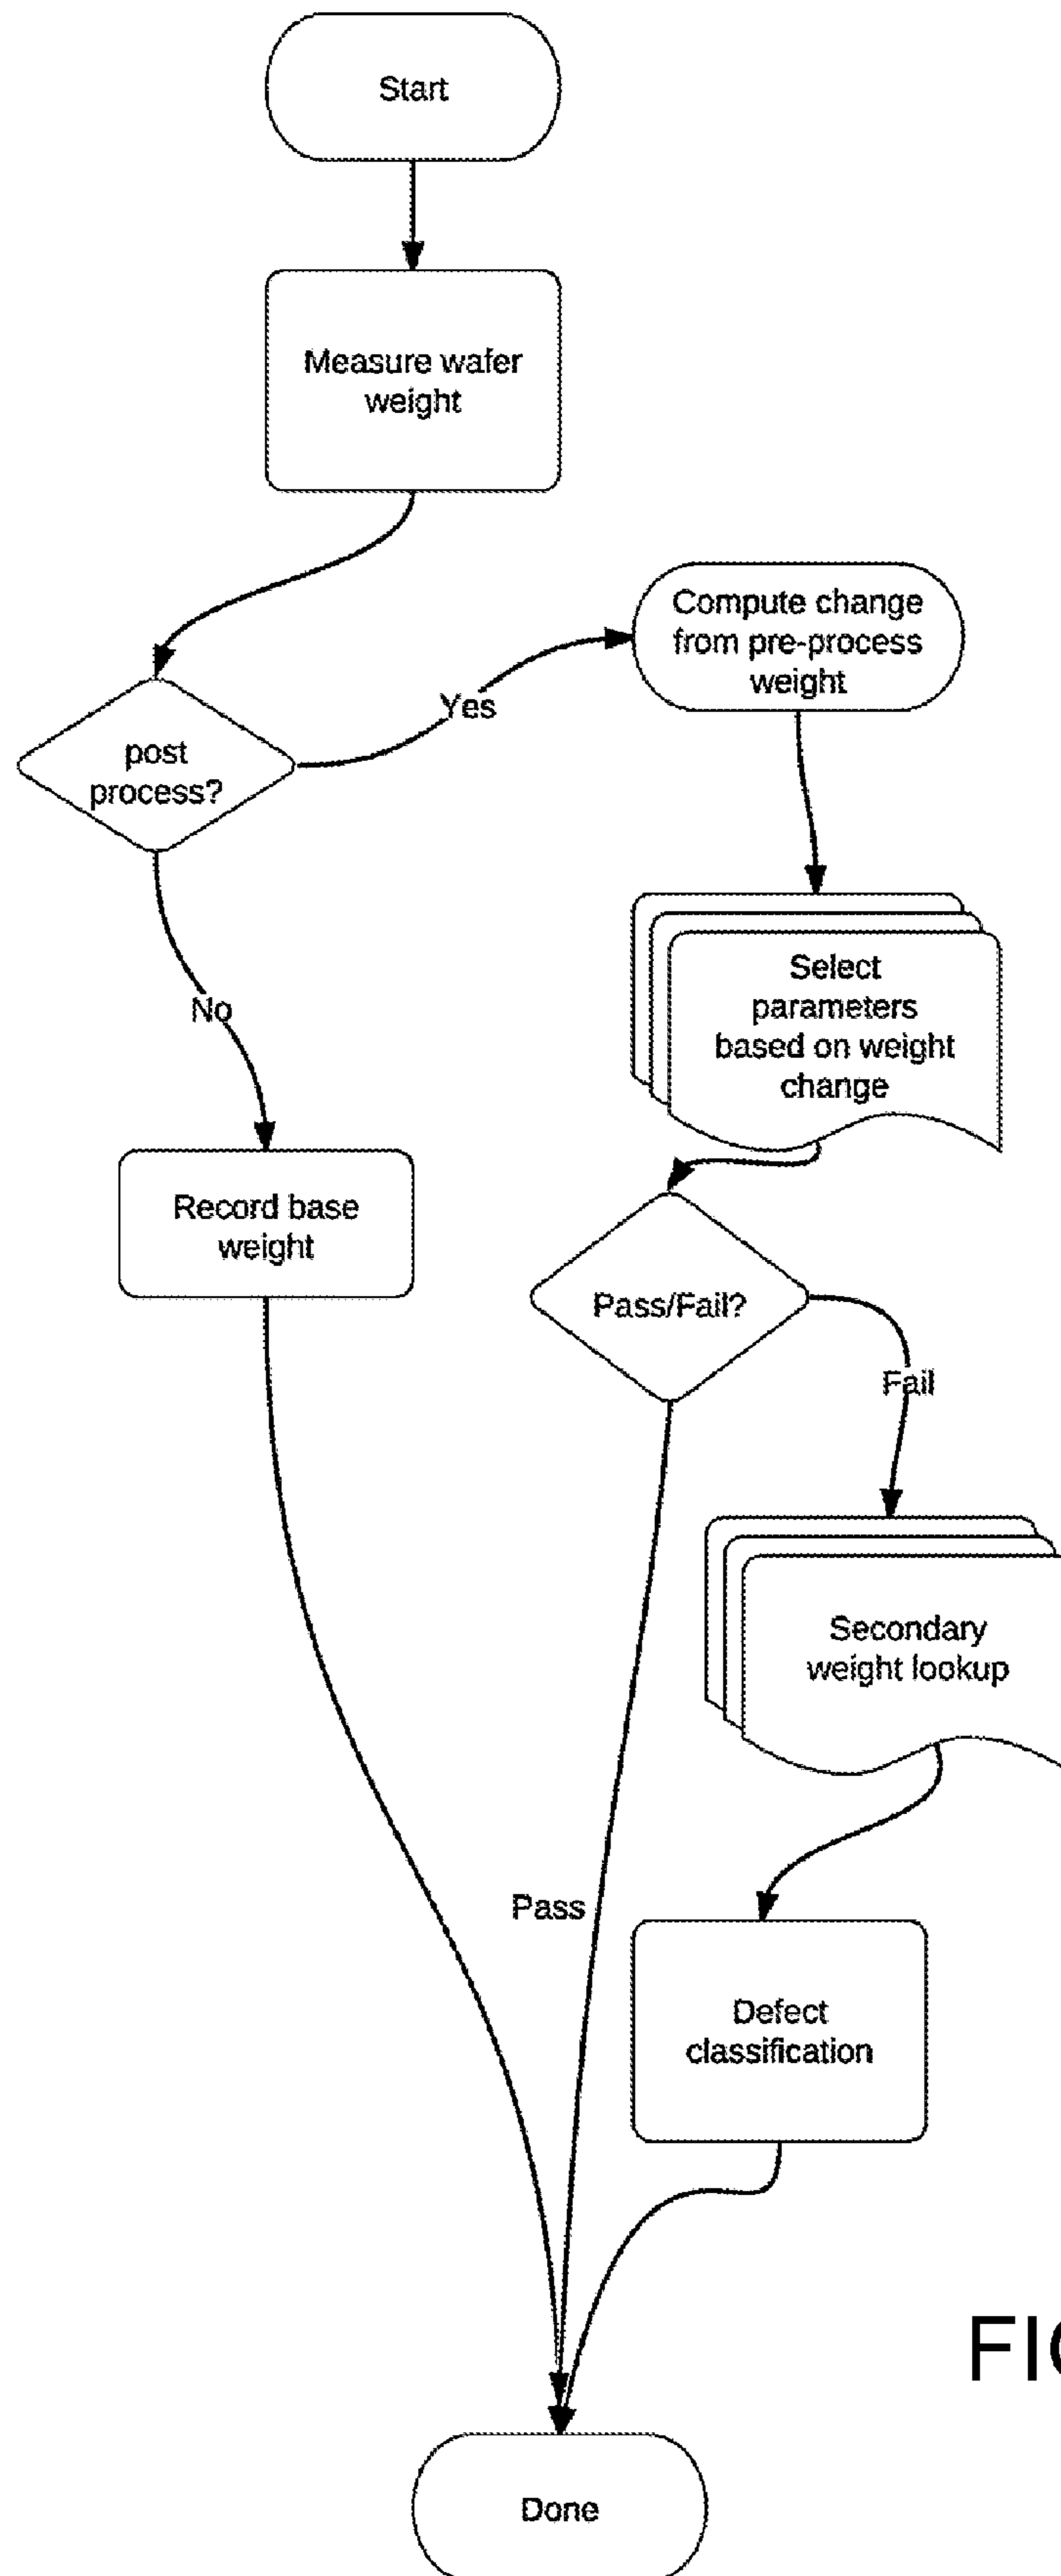 Start
Measure wafer
weight
Compute change
from pre-process
weight
Yes
post
process?
Select
parameters
based on weight
change
No
Record base
weight
Pass/Fail?
Fail
Secondary
weight lookup
Pass
Defect
classification
Done